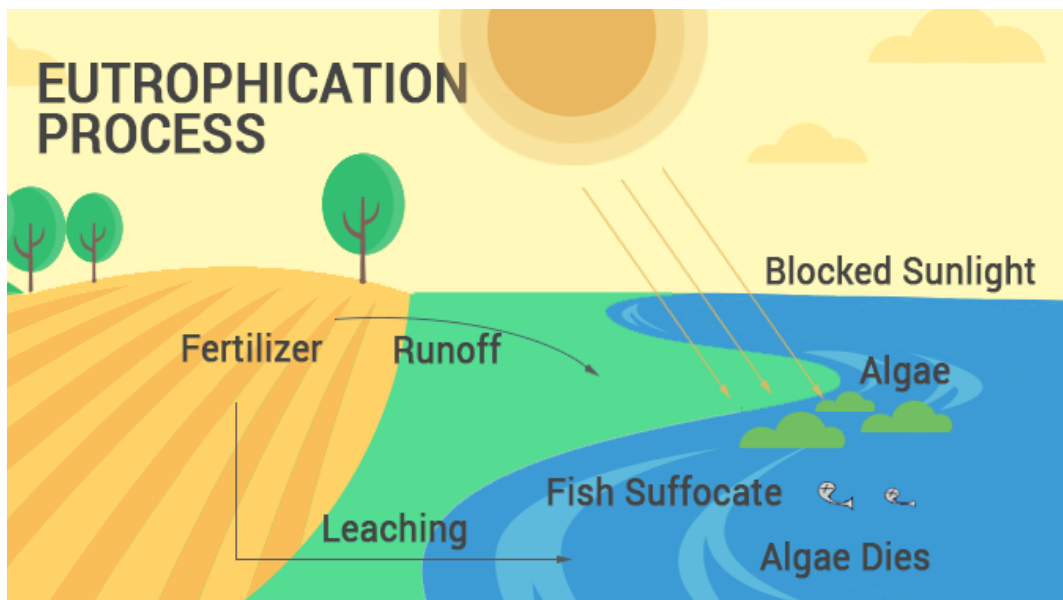 EUTROPHICATION
PROCESS
Blocked Sunlight
Fertilizer
Runoff
Algae
Fish Suffocate
Leaching
Algae Dies